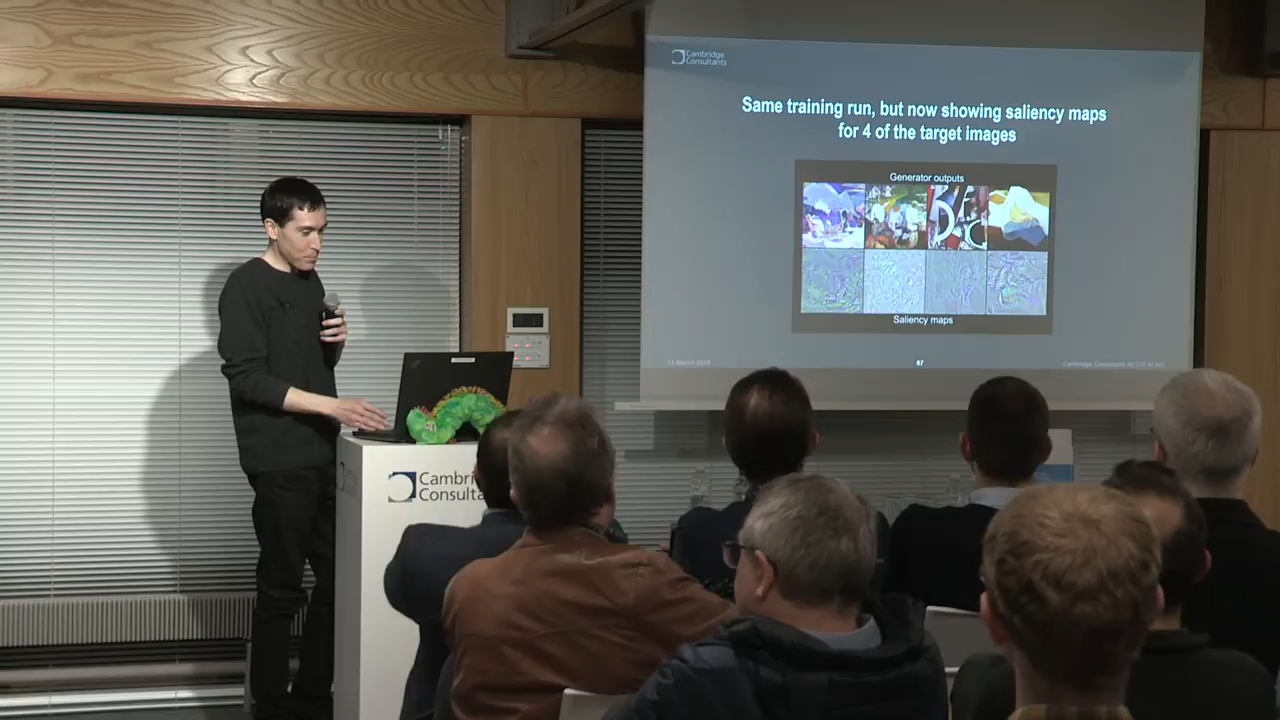 Cambridge
Consultants
Same training run, but now showing saliency maps
for 4 of the target images
Generator outputs
Saliency maps
67
Cambri
Consulta